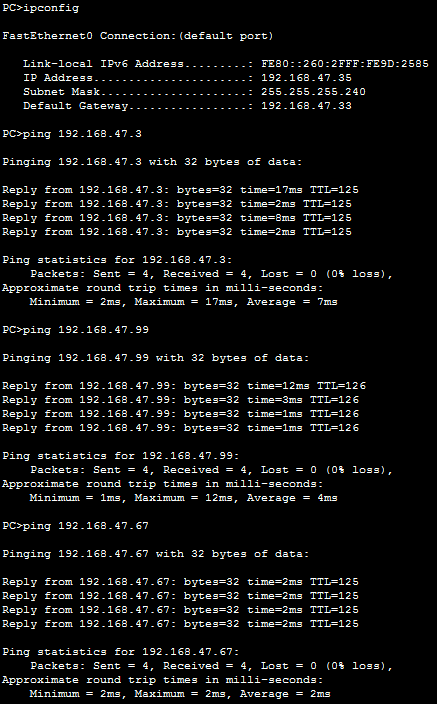 PC>ipconfig
FastEthernet0 Connection:(default port)
Link-local IPv6 Address.........: FE80::260:2FFF:FE9D:2585
IP Address......................: 192.168.47.35
Subnet Mask.....................: 255.255.255.240
Default Gateway.................: 192.168.47.33
PC>ping 192.168.47.3
Pinging 192.168.47.3 with 32 bytes of data:
Reply from 192.168.47.3: bytes=32 time=17ms TTL=125
Reply from 192.168.47.3: bytes=32 time=2ms TTL=125
Reply from 192.168.47.3: bytes=32 time=8ms TTL=125
Reply from 192.168.47.3: bytes=32 time=2ms TTL=125
Ping statistics for 192.168.47.3:
Packets: Sent = 4, Received = 4, Lost = 0 (0% loss),
Approximate round trip times in milli-seconds:
Minimum = 2ms, Maximum = 17ms, Average = 7ms
PC>ping 192.168.47.99
Pinging 192.168.47.99 with 32 bytes of data:
Reply from 192.168.47.99: bytes=32 time=12ms TTL=126
Reply from 192.168.47.99: bytes=32 time=3ms TTL=126
Reply from 192.168.47.99: bytes=32 time=1ms TTL=126
Reply from 192.168.47.99: bytes=32 time=1ms TTL=126
Ping statistics for 192.168.47.99:
Packets: Sent = 4, Received = 4, Lost = 0 (0% loss),
Approximate round trip times in milli-seconds:
Minimum = 1ms, Maximum = 12ms, Average = 4ms
PC>ping 192.168.47.67
Pinging 192.168.47.67 with 32 bytes of data:
Reply from 192.168.47.67: bytes=32 time=2ms TTL=125
Reply from 192.168.47.67: bytes=32 time=2ms TTL=125
Reply from 192.168.47.67: bytes=32 time=2ms TTL=125
Reply from 192.168.47.67: bytes=32 time=2ms TTL=125
Ping statistics for 192.168.47.67:
Packets: Sent = 4, Received = 4, Lost = 0 (0% loss),
Approximate round trip times in milli-seconds:
Minimum = 2ms, Maximum = 2ms, Average = 2ms